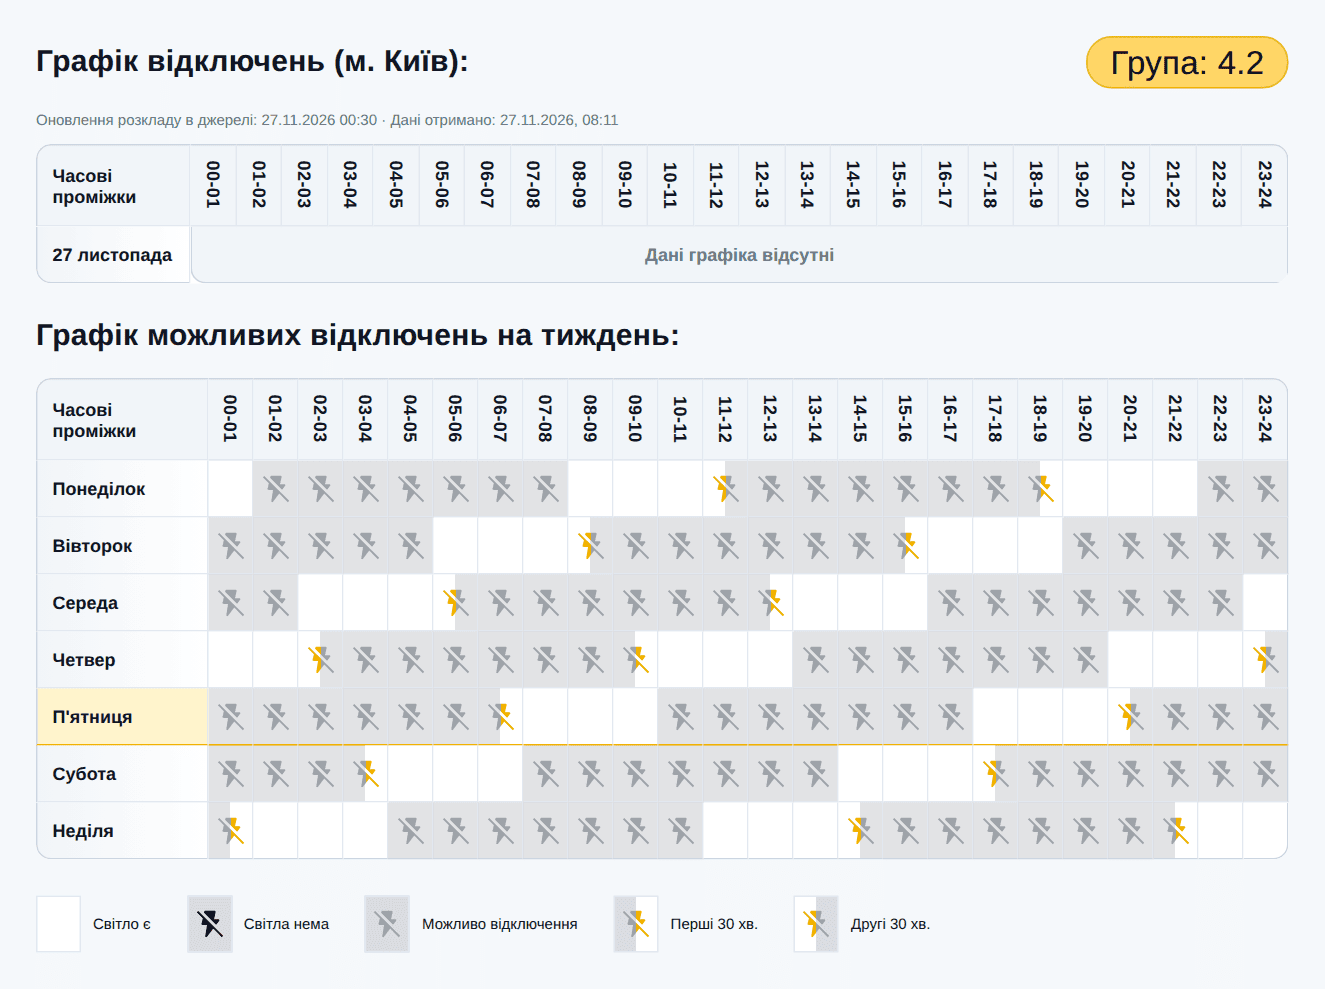 Графік відключень (м. Київ):
Група: 4.2
Оновлення розкладу в джерелі: 27.11.2026 00:30 · Дані отримано: 27.11.2026, 08:11
Часові
проміжки
00-01 01-02 02-03 03-04 04-05 05-06 06-07 07-08 08-09 09-10 10-11 11-12 12-13 13-14 14-15 15-16 16-17 17-18 18-19 19-20 20-21 21-22 22-23 23-24
27 листопада
Дані графіка відсутні
Графік можливих відключень на тиждень:
Часові
проміжки
00-01 01-02 02-03 03-04 04-05 05-06 06-07 07-08 08-09 09-10 10-11 11-12 12-13 13-14 14-15 15-16 16-17 17-18 18-19 19-20 20-21 21-22 22-23 23-24
Понеділок
Вівторок
Середа
Четвер
П'ятниця
Субота
Неділя
Світло є
Світла нема
Можливо відключення
Перші 30 хв.
Другі 30 хв.